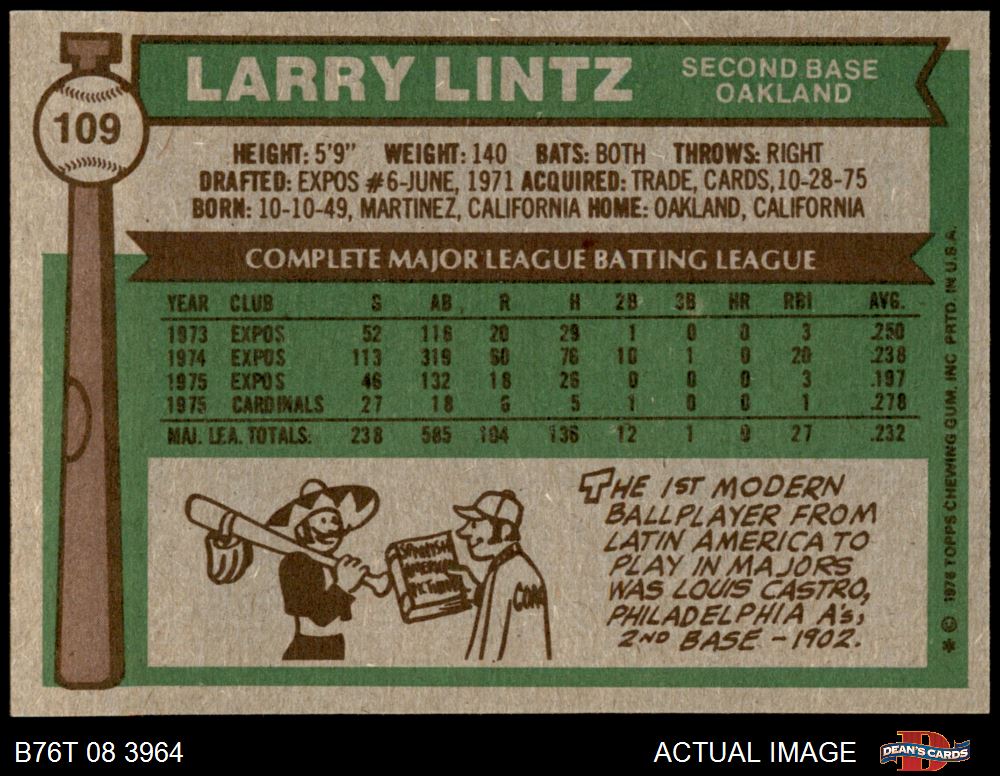 LARRY LINTZ
SECOND BASE
OAKLAND
109
HEIGHT: 5'9" WEIGHT: 140 BATS: BOTH THROWS: RIGHT
DRAFTED: EXPOS #6-JUNE, 1971 ACQUIRED: TRADE, CARDS, 10-28-75
BORN: 10-10-49, MARTINEZ, CALIFORNIA HOME: OAKLAND, CALIFORNIA
COMPLETE MAJOR LEAGUE BATTING LEAGUE
YEAR CLUB S AB R H 2B 3B HR RBI AVG.
1973 EXPOS 52 116 20 29 1 0 0 3 .250
1974 EXPOS 113 319 60 76 10 1 0 20 .238
1975 EXPOS 46 132 18 26 0 0 0 3 .197
1975 CARDINALS 27 18 6 5 1 0 0 1 .278
MAJ. LEA. TOTALS: 238 585 104 136 12 1 0 27 .232
SPANISH
AMERICAN
COM
THE 1ST MODERN
BALLPLAYER FROM
LATIN AMERICA TO
PLAY IN MAJORS
WAS LOUIS CASTRO,
PHILADELPHIA A's,
2ND BASE - 1902.
* © 1976 TOPPS CHEWING GUM, INC PRTD. IN U.S.A.
B76T 08 3964
ACTUAL IMAGE
DEAN'S CARDS